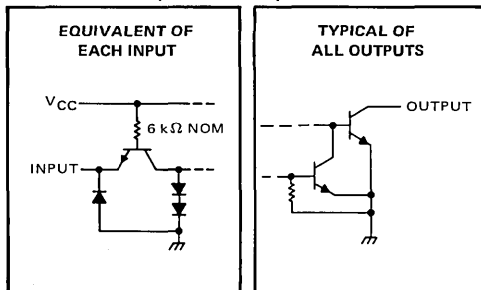 EQUIVALENT OF
EACH INPUT
VCC
6 kΩ NOM
INPUT
TYPICAL OF
ALL OUTPUTS
OUTPUT